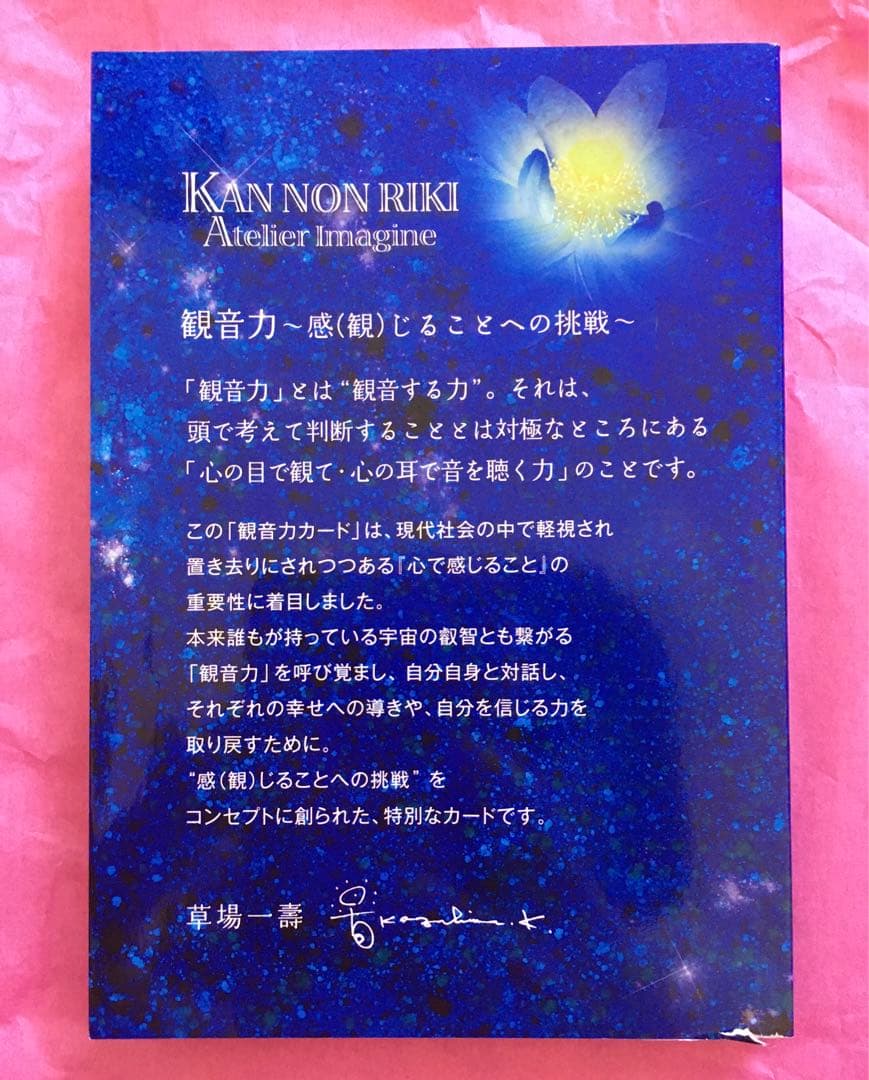 KAN NON RIKI
Atelier Imagine
観音力〜感(観)じることへの挑戦〜
「観音力」とは“観音する力”。それは、
頭で考えて判断することとは対極なところにある
「心の目で観て・心の耳で音を聴く力」のことです。
この「観音力カード」は、現代社会の中で軽視され
置き去りにされつつある『心で感じること』の
重要性に着目しました。
本来誰もが持っている宇宙の叡智とも繋がる
「観音力」を呼び覚まし、自分自身と対話し、
それぞれの幸せへの導きや、自分を信じる力を
取り戻すために。
“感(観)じることへの挑戦”を
コンセプトに創られた、特別なカードです。
草場一壽